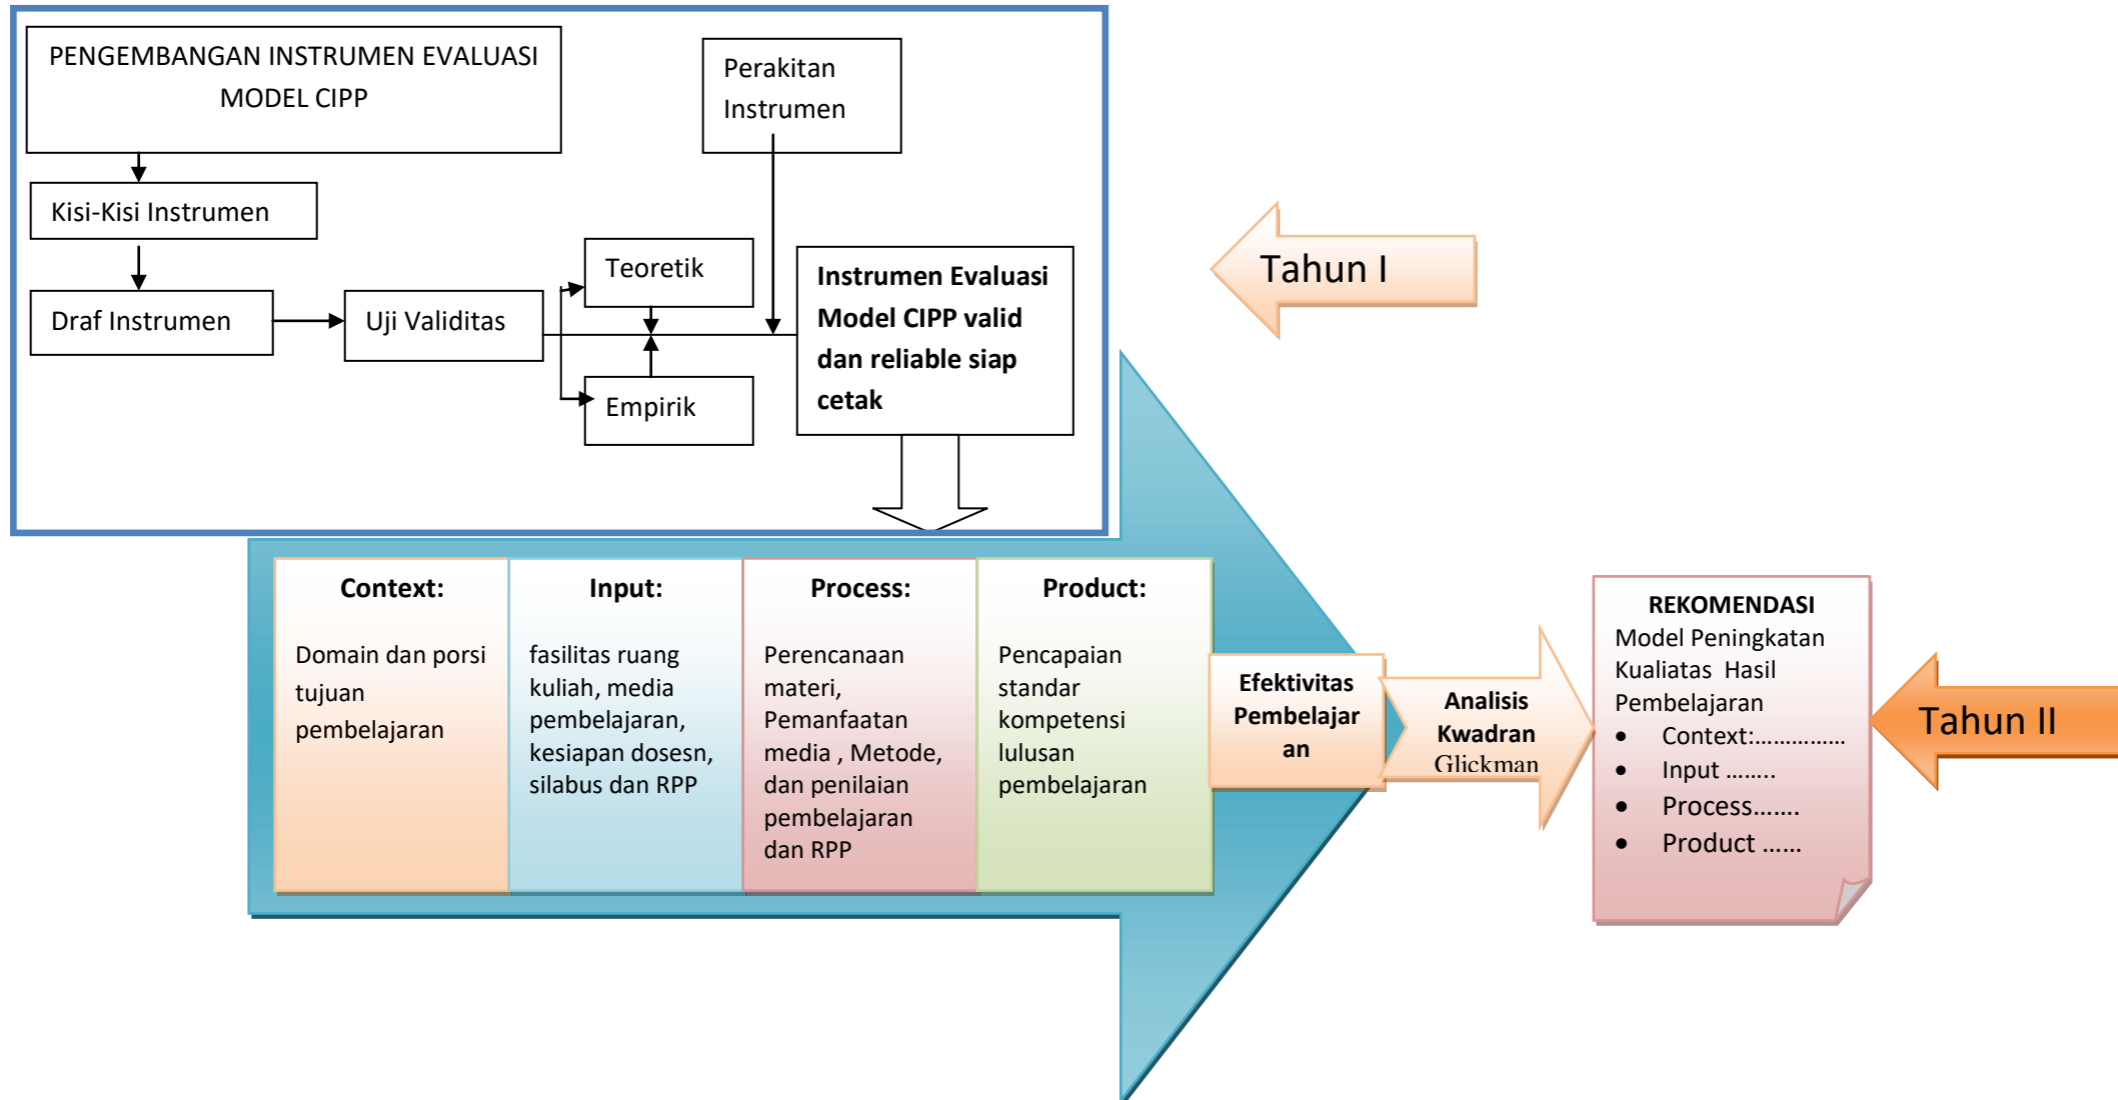 PENGEMBANGAN INSTRUMEN EVALUASI
MODEL CIPP
Perakitan
Instrumen
Kisi-Kisi Instrumen
Draf Instrumen
Uji Validitas
Teoretik
Empirik
Instrumen Evaluasi
Model CIPP valid
dan reliable siap
cetak
Tahun I
Context:
Domain dan porsi
tujuan
pembelajaran
Input:
fasilitas ruang
kuliah, media
pembelajaran,
kesiapan dosesn,
silabus dan RPP
Process:
Perencanaan
materi,
Pemanfaatan
media , Metode,
dan penilaian
pembelajaran
dan RPP
Product:
Pencapaian
standar
kompetensi
lulusan
pembelajaran
Efektivitas
Pembelajar
an
Analisis
Kwadran
Glickman
REKOMENDASI
Model Peningkatan
Kualiatas Hasil
Pembelajaran
• Context:……………
• Input ……..
• Process…….
• Product ……
Tahun II